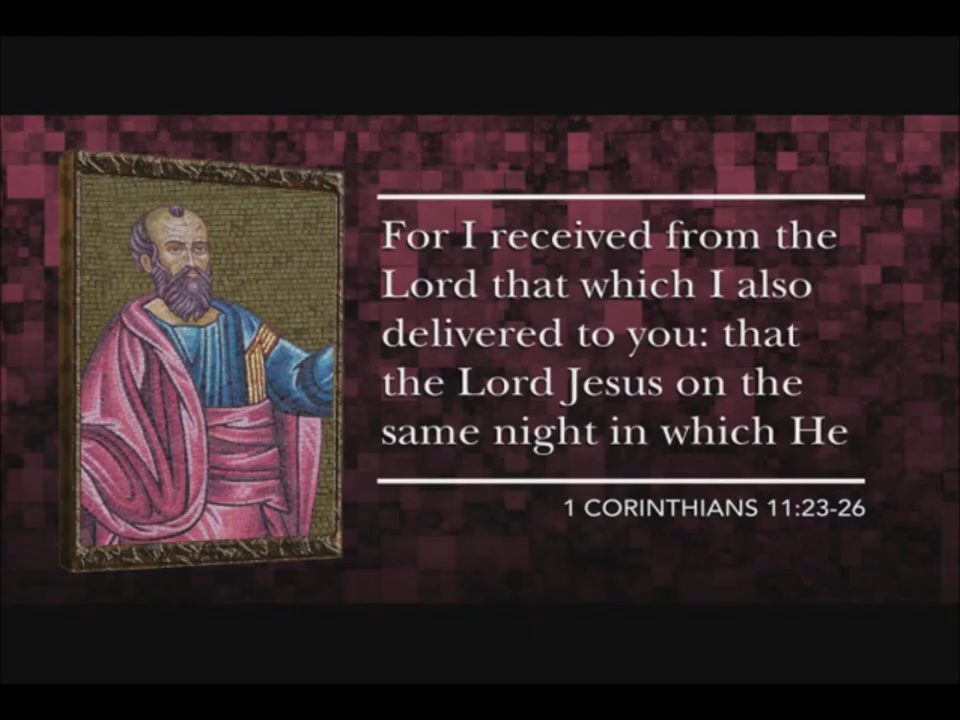 For I received from the
Lord that which I also
delivered to you: that
the Lord Jesus on the
same night in which He
1 CORINTHIANS 11:23-26